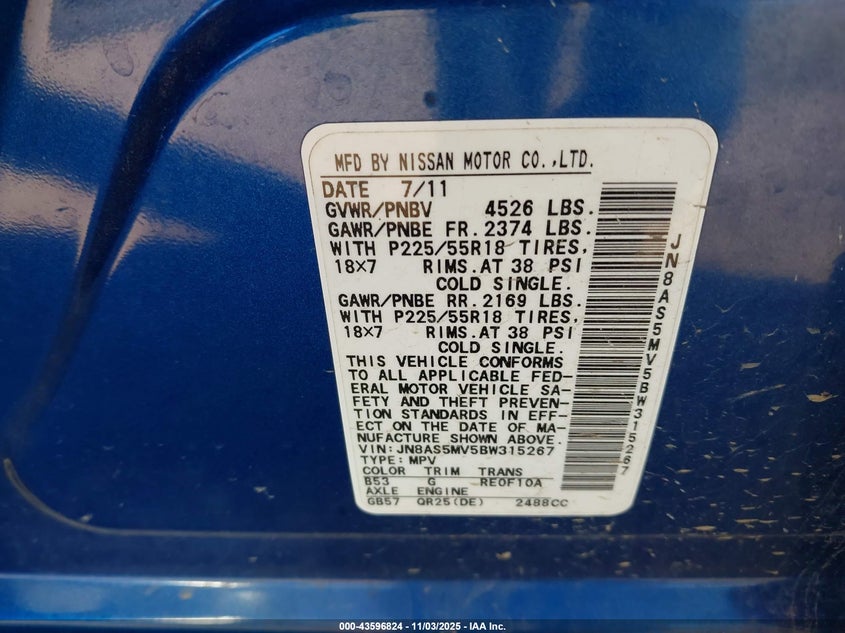 MFD BY NISSAN MOTOR CO.,LTD.
DATE 7/11
GVWR/PNBV 4526 LBS.
GAWR/PNBE FR. 2374 LBS.
WITH P225/55R18 TIRES,
18×7 RIMS.AT 38 PSI
COLD SINGLE.
GAWR/PNBE RR. 2169 LBS.
WITH P225/55R18 TIRES,
18×7 RIMS.AT 38 PSI
COLD SINGLE.
THIS VEHICLE CONFORMS
TO ALL APPLICABLE FED-
ERAL MOTOR VEHICLE SA-
FETY AND THEFT PREVEN-
TION STANDARDS IN EFF-
ECT ON THE DATE OF MA-
NUFACTURE SHOWN ABOVE.
VIN:JN8AS5MV5BW315267
TYPE:MPV
COLOR TRIM TRANS
B53 G RE0F10A
AXLE ENGINE
GB57 QR25(DE) 2488CC
JN8AS5MV5BW315267
000-43596824 - 11/03/2025 - IAA Inc.